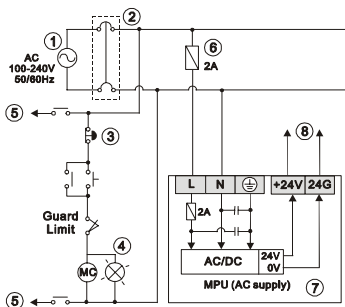 ①
②
AC
100-240V
50/60Hz
⑥
2A
⑤
③
⑧
L N +24V 24G
2A
Guard
Limit
④
AC/DC
24V
0V
MC
MPU (AC supply)
⑦
⑤